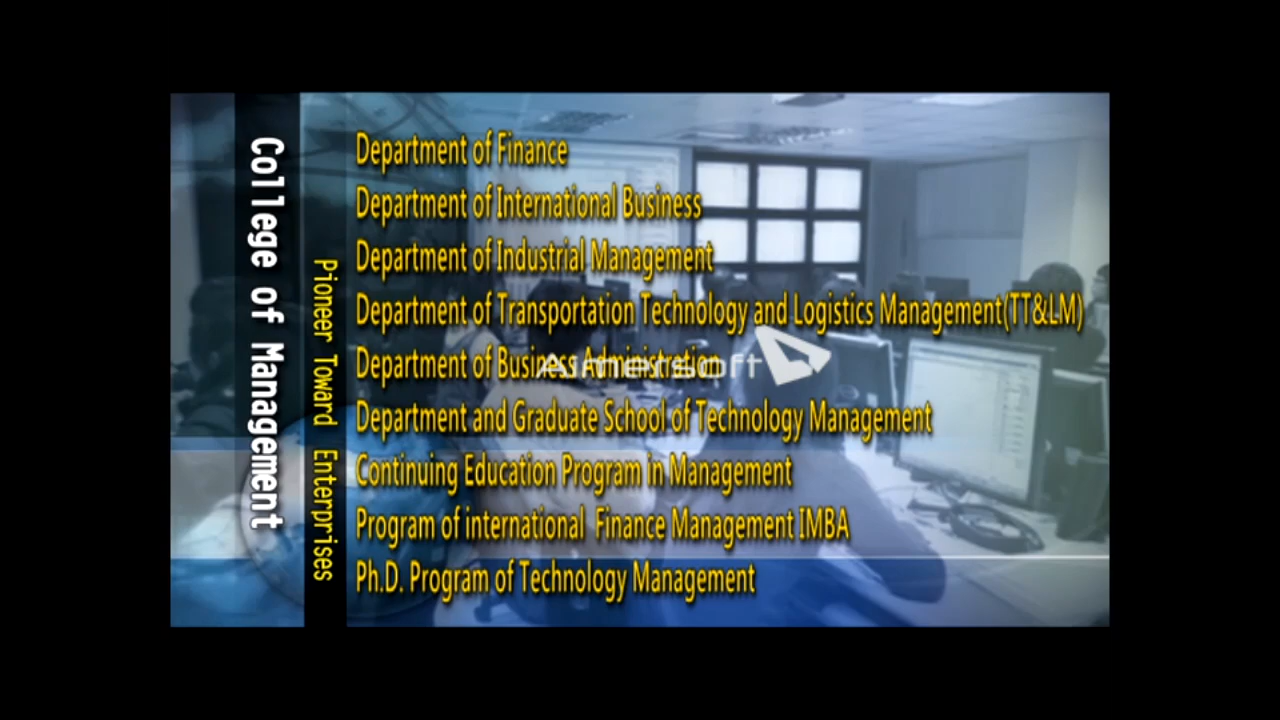 College of Management
Pioneer Toward Enterprises
Department of Finance
Department of International Business
Department of Industrial Management
Department of Transportation Technology and Logistics Management(TT&LM)
Department of Business Administration
Department and Graduate School of Technology Management
Continuing Education Program in Management
Program of international Finance Management IMBA
Ph.D. Program of Technology Management
Aimersoft